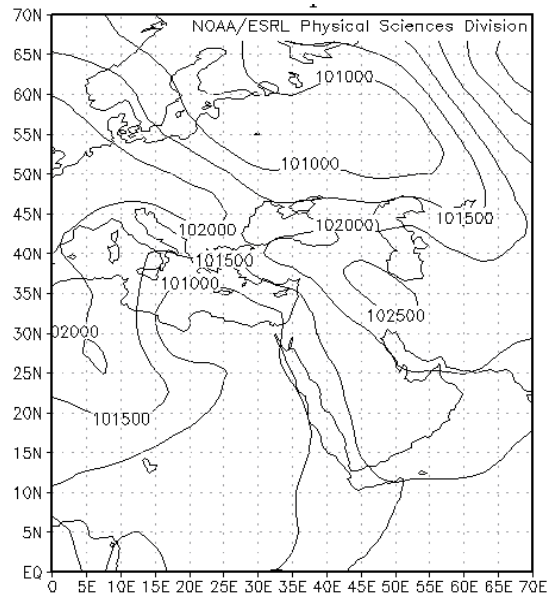 70N NOAA/ESRL Physical Sciences Division
65N
101000
60N
55N
101000
50N
45N
102000 102000 101500
40N
101500
101000
35N
102500
30N
02000
25N
20N
101500
15N
10N
5N
EQ
0 5E 10E 15E 20E 25E 30E 35E 40E 45E 50E 55E 60E 65E 70E